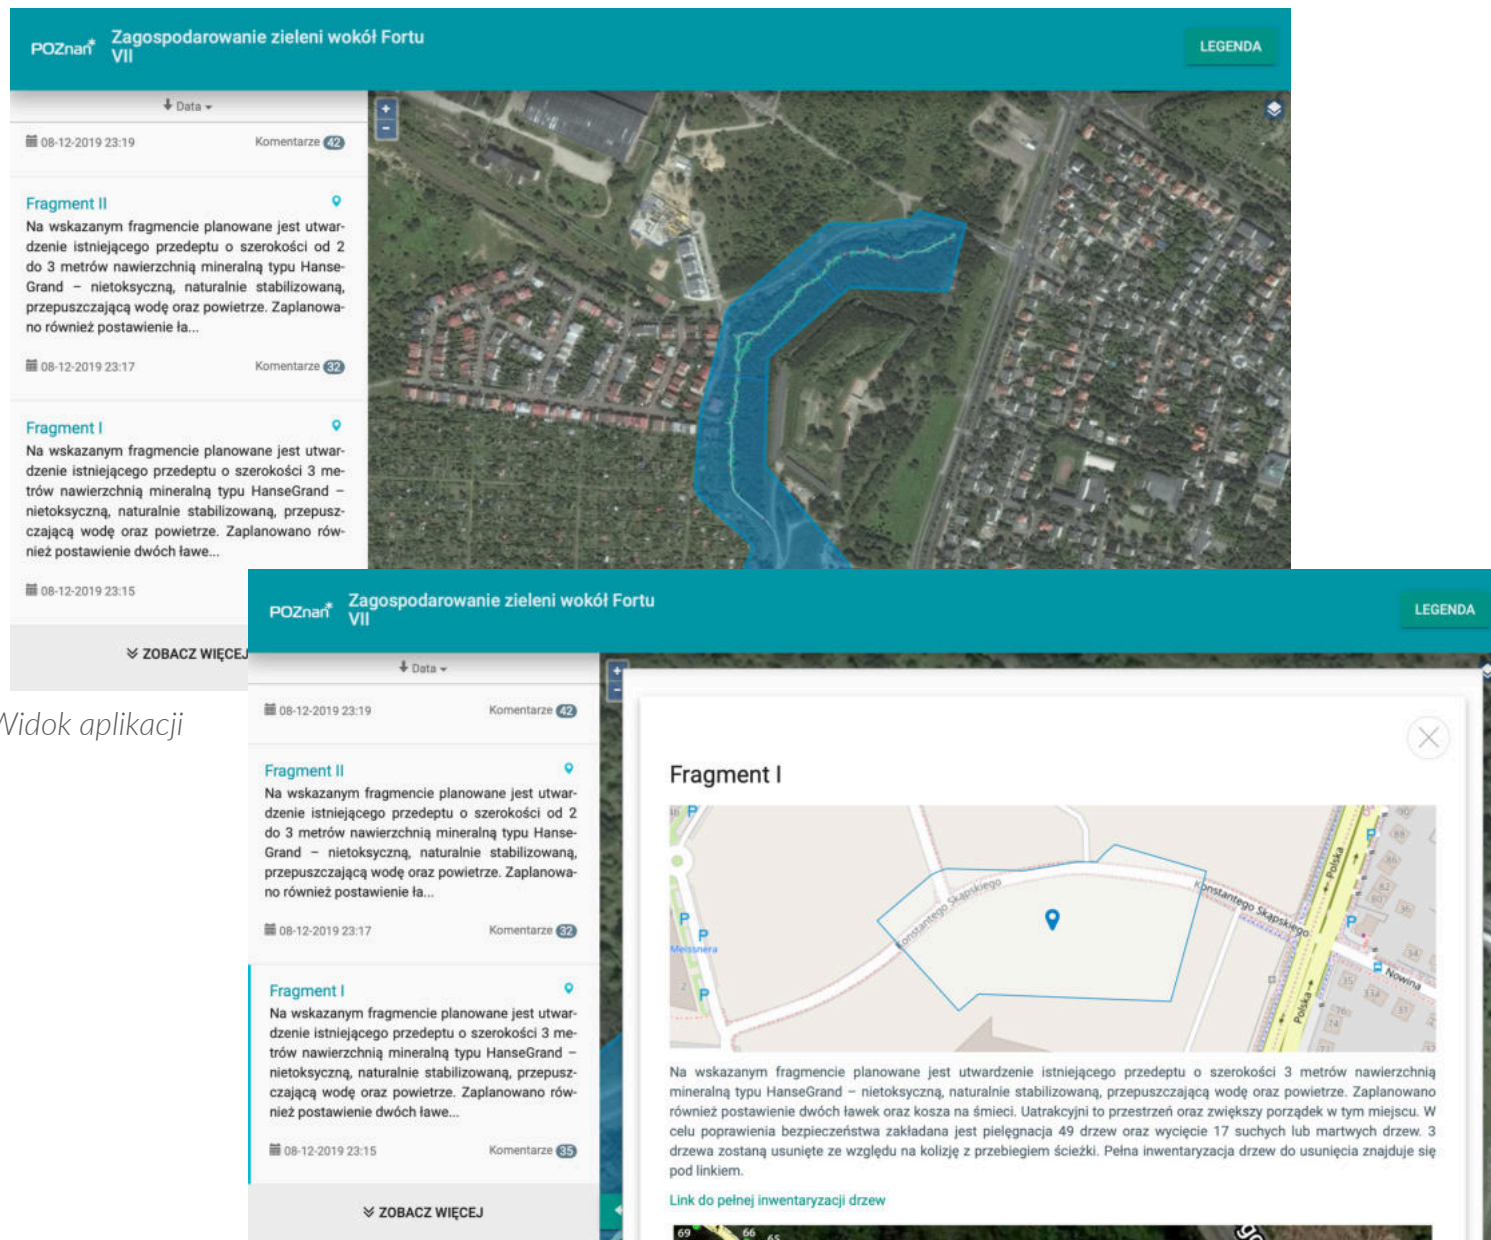 POZnań*
Zagospodarowanie zieleni wokół Fortu
VII
LEGENDA
Data
08-12-2019 23:19
Komentarze 42
Fragment II
Na wskazanym fragmencie planowane jest utwar-
dzenie istniejącego przedeptu o szerokości od 2
do 3 metrów nawierzchnią mineralną typu Hanse-
Grand – nietoksyczną, naturalnie stabilizowaną,
przepuszczającą wodę oraz powietrze. Zaplanowa-
no również postawienie ła...
08-12-2019 23:17
Komentarze 32
Fragment I
Na wskazanym fragmencie planowane jest utwar-
dzenie istniejącego przedeptu o szerokości 3 me-
trów nawierzchnią mineralną typu HanseGrand –
nietoksyczną, naturalnie stabilizowaną, przepusz-
czającą wodę oraz powietrze. Zaplanowano rów-
nież postawienie dwóch ławe...
08-12-2019 23:15
ZOBACZ WIĘCEJ
Widok aplikacji
POZnań*
Zagospodarowanie zieleni wokół Fortu
VII
LEGENDA
Data
08-12-2019 23:19
Komentarze 42
Fragment II
Na wskazanym fragmencie planowane jest utwar-
dzenie istniejącego przedeptu o szerokości od 2
do 3 metrów nawierzchnią mineralną typu Hanse-
Grand – nietoksyczną, naturalnie stabilizowaną,
przepuszczającą wodę oraz powietrze. Zaplanowa-
no również postawienie ła...
08-12-2019 23:17
Komentarze 32
Fragment I
Na wskazanym fragmencie planowane jest utwar-
dzenie istniejącego przedeptu o szerokości 3 me-
trów nawierzchnią mineralną typu HanseGrand –
nietoksyczną, naturalnie stabilizowaną, przepusz-
czającą wodę oraz powietrze. Zaplanowano rów-
nież postawienie dwóch ławe...
08-12-2019 23:15
Komentarze 35
ZOBACZ WIĘCEJ
Fragment I
Konstantego Skąpskiego
Konstantego Skąpskiego
Polska
Polska
Nowina
Meissnera
P
P
P
P
P
P
Na wskazanym fragmencie planowane jest utwardzenie istniejącego przedeptu o szerokości 3 metrów nawierzchnią
mineralną typu HanseGrand – nietoksyczną, naturalnie stabilizowaną, przepuszczającą wodę oraz powietrze. Zaplanowano
również postawienie dwóch ławek oraz kosza na śmieci. Uatrakcyjni to przestrzeń oraz zwiększy porządek w tym miejscu. W
celu poprawienia bezpieczeństwa zakładana jest pielęgnacja 49 drzew oraz wycięcie 17 suchych lub martwych drzew. 3
drzewa zostaną usunięte ze względu na kolizję z przebiegiem ścieżki. Pełna inwentaryzacja drzew do usunięcia znajduje się
pod linkiem.
Link do pełnej inwentaryzacji drzew
69
66
65
go